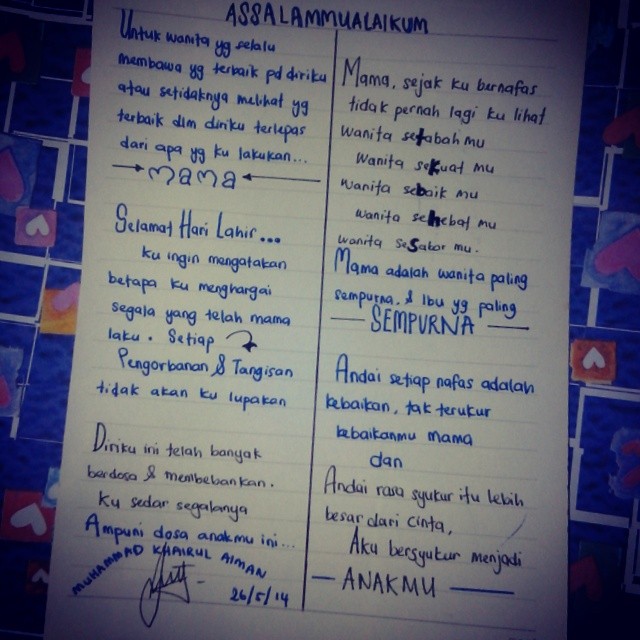 ASSALAMMUALAIKUM
Untuk wanita yg selalu
membawa yg terbaik pd diriku
atau setidaknya melihat yg
terbaik dlm diriku terlepas
dari apa yg ku lakukan...
mama
Selamat Hari Lahir...
ku ingin mengatakan
betapa ku menghargai
segala yang telah mama
laku. Setiap
Pengorbanan & Tangisan
tidak akan ku lupakan
Diriku ini telah banyak
berdosa & membebankan.
ku sedar segalanya
Ampuni dosa anakmu ini...
MUHAMMAD KHAIRUL AIMAN
26/5/14
Mama, sejak ku bernafas
tidak pernah lagi ku lihat
wanita setabah mu
wanita sekuat mu
wanita sebaik mu
wanita sehebat mu
wanita seSabar mu.
Mama adalah wanita paling
sempurna, & Ibu yg paling
SEMPURNA
Andai setiap nafas adalah
kebaikan, tak terukur
kebaikanmu mama
dan
Andai rasa syukur itu lebih
besar dari cinta,
Aku bersyukur menjadi
ANAKMU